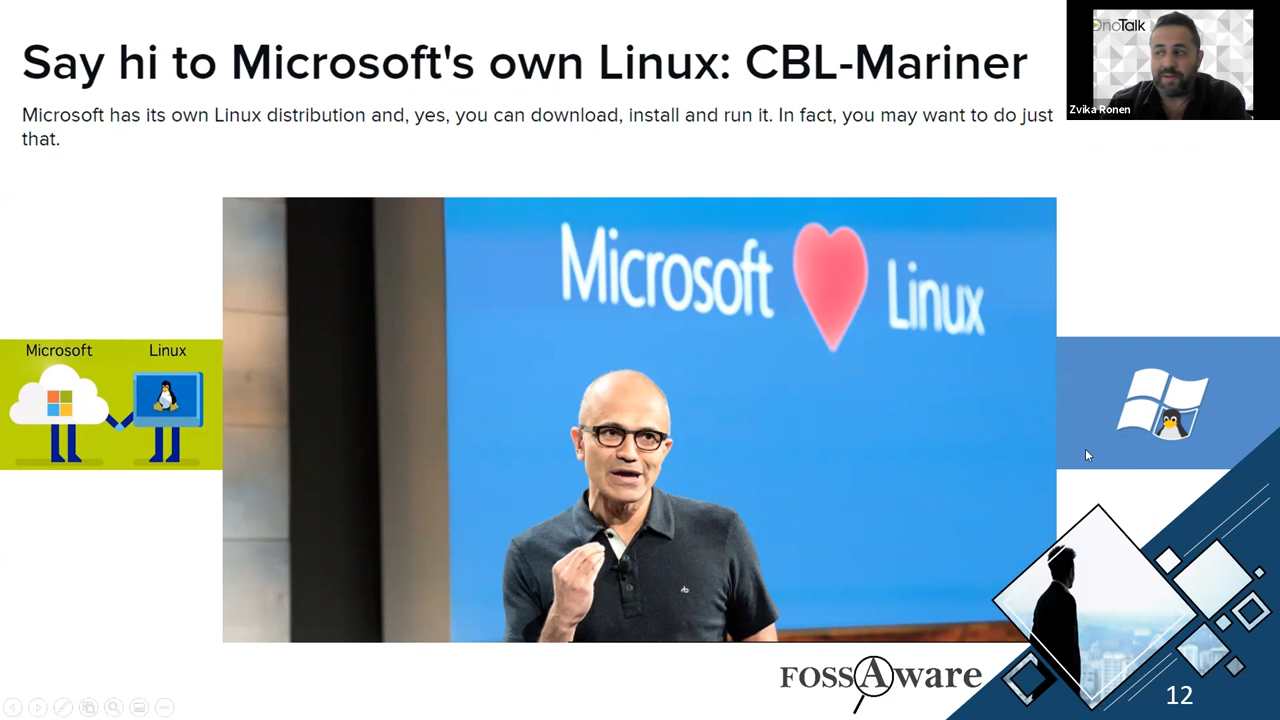 Say hi to Microsoft's own Linux: CBL-Mariner
Microsoft has its own Linux distribution and, yes, you can download, install and run it. In fact, you may want to do just
that.
OnoTalk
Zvika Ronen
Microsoft Linux
Microsoft Linux
FOSSAware
12